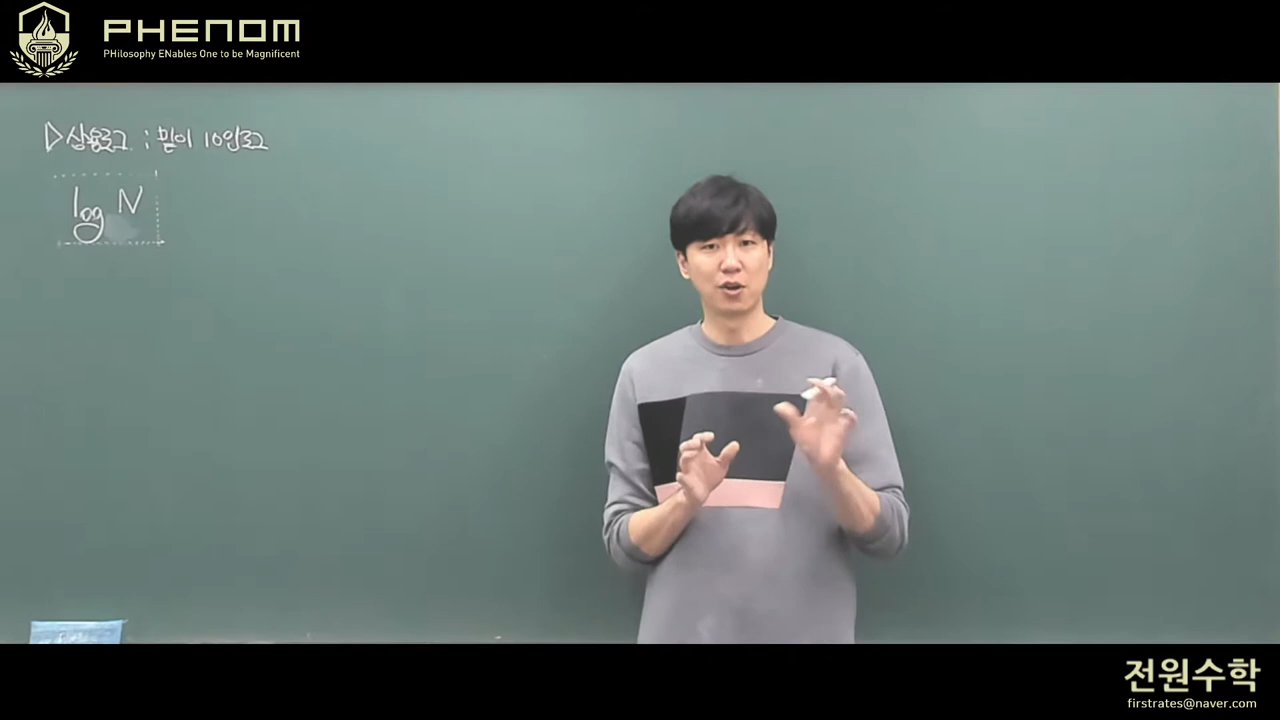 PHENOM
PHilosophy ENables One to be Magnificent
▷상용로그 : 밑이 10인 로그
log N
전원수학
firstrates@naver.com